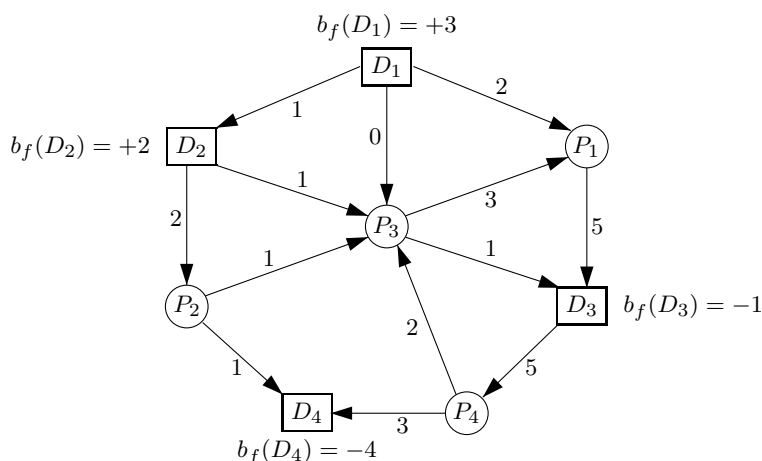 b_f(D_1) = +3
D_1
2
1
b_f(D_2) = +2
D_2
0
P_1
1
3
2
P_3
5
1
1
P_2
D_3
b_f(D_3) = −1
2
1
5
D_4
3
P_4
b_f(D_4) = −4